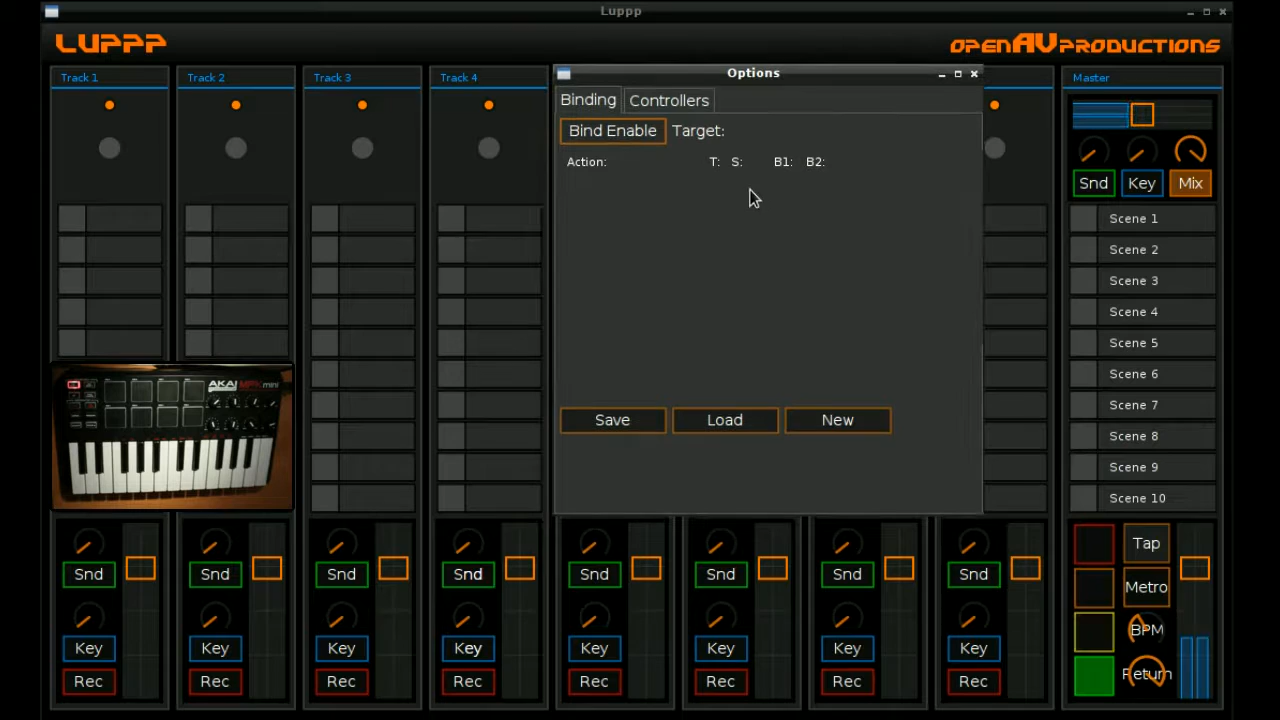 Luppp
LUPPP
openAVproductions
Track 1
Track 2
Track 3
Track 4
Master
Options
Binding
Controllers
Bind Enable
Target:
Action:
T:
S:
B1:
B2:
Save
Load
New
Snd
Key
Mix
Scene 1
Scene 2
Scene 3
Scene 4
Scene 5
Scene 6
Scene 7
Scene 8
Scene 9
Scene 10
AKAI MPK mini
Snd
Snd
Snd
Snd
Snd
Snd
Snd
Snd
Key
Key
Key
Key
Key
Key
Key
Key
Rec
Rec
Rec
Rec
Rec
Rec
Rec
Rec
Tap
Metro
BPM
Return